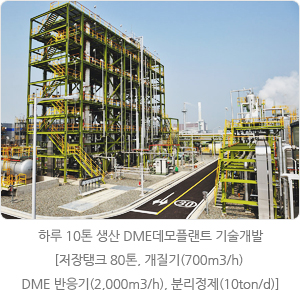 하루 10톤 생산 DME데모플랜트 기술개발
[저장탱크 80톤, 개질기(700m3/h)
DME 반응기(2,000m3/h), 분리정제(10ton/d)]